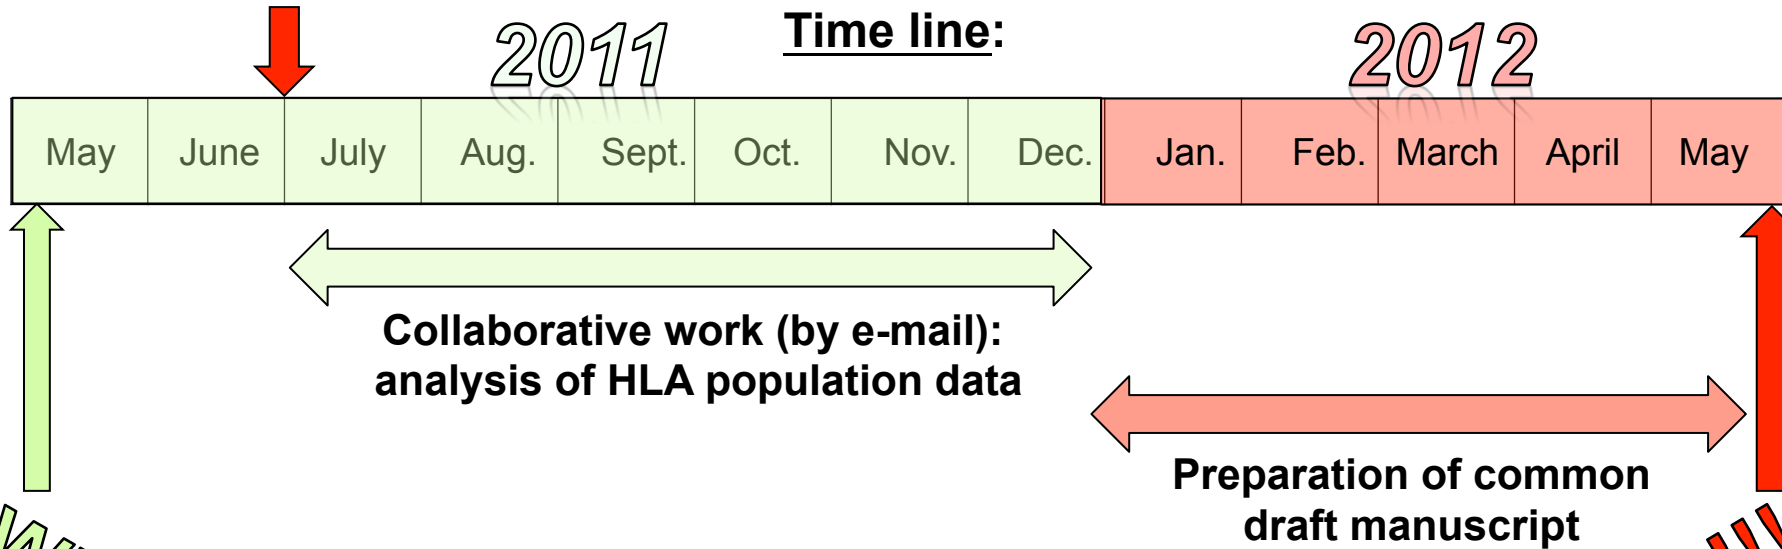 Time line:
2011
2012
May June July Aug. Sept. Oct. Nov. Dec. Jan. Feb. March April May
Collaborative work (by e-mail):
analysis of HLA population data
Preparation of common
draft manuscript